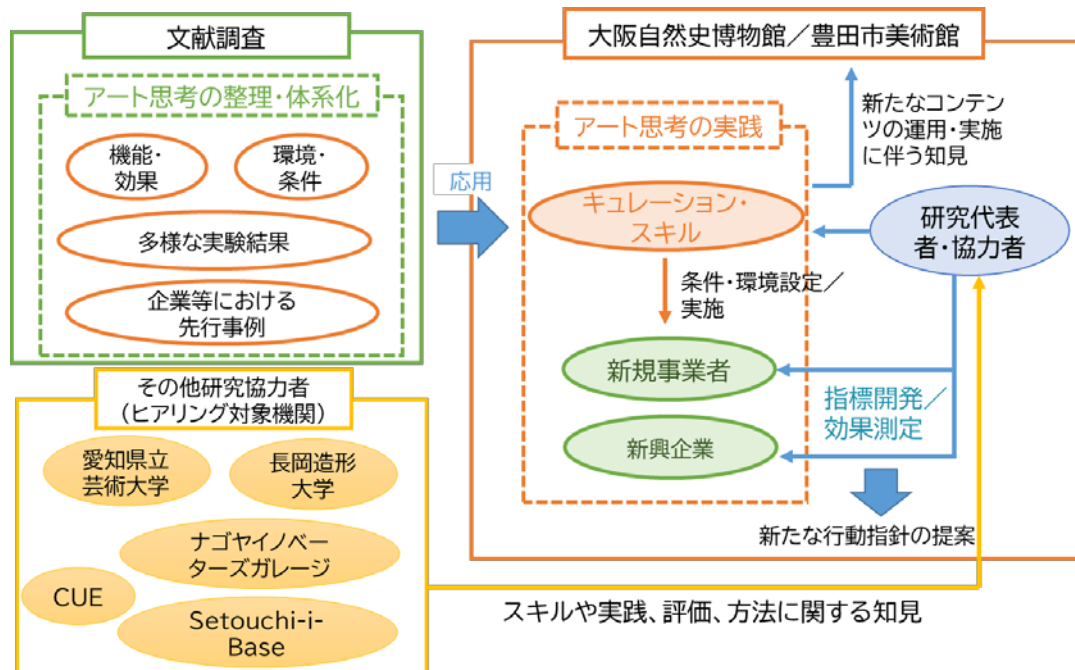 文献調査
アート思考の整理・体系化
機能・
効果
環境・
条件
多様な実験結果
企業等における
先行事例
応用
大阪自然史博物館／豊田市美術館
アート思考の実践
新たなコンテン
ツの運用・実施
に伴う知見
キュレーション・
スキル
研究代表
者・協力者
条件・環境設定／
実施
新規事業者
新興企業
指標開発／
効果測定
新たな行動指針の提案
その他研究協力者
（ヒアリング対象機関）
愛知県立
芸術大学
長岡造形
大学
ナゴヤイノベー
ターズガレージ
CUE
Setouchi-i-
Base
スキルや実践、評価、方法に関する知見